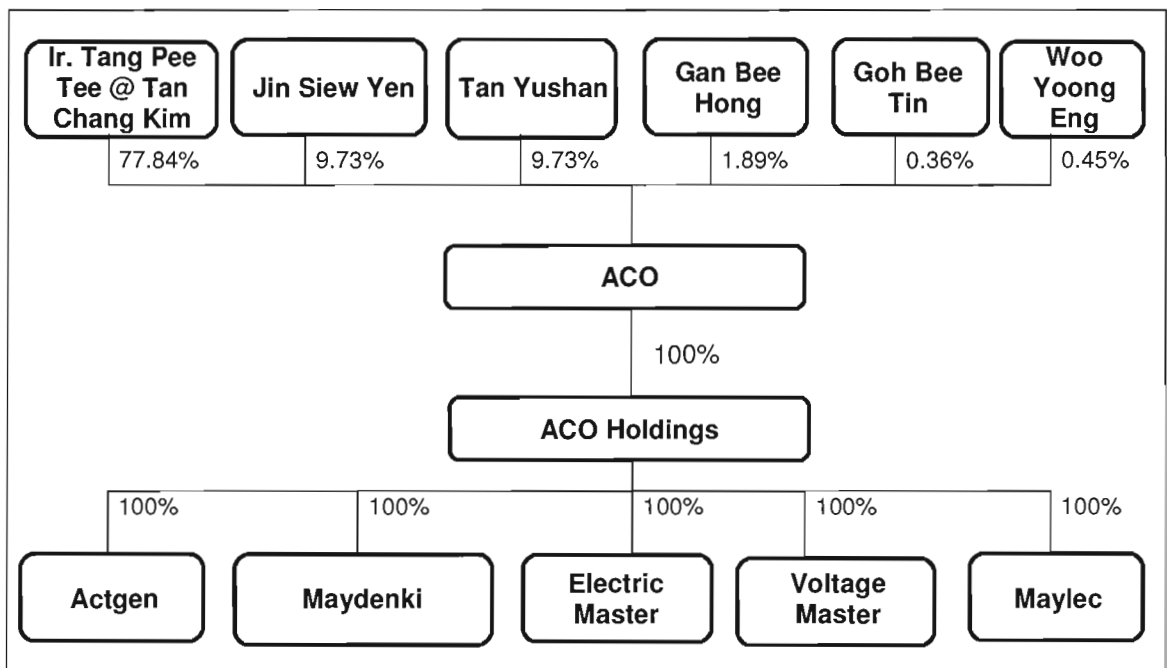 Ir. Tang Pee
Tee @ Tan
Chang Kim
Jin Siew Yen
Tan Yushan
Gan Bee
Hong
Goh Bee
Tin
Woo
Yoong
Eng
77.84%
9.73%
9.73%
1.89%
0.36%
0.45%
ACO
100%
ACO Holdings
100%
100%
100%
100%
100%
Actgen
Maydenki
Electric
Master
Voltage
Master
Maylec